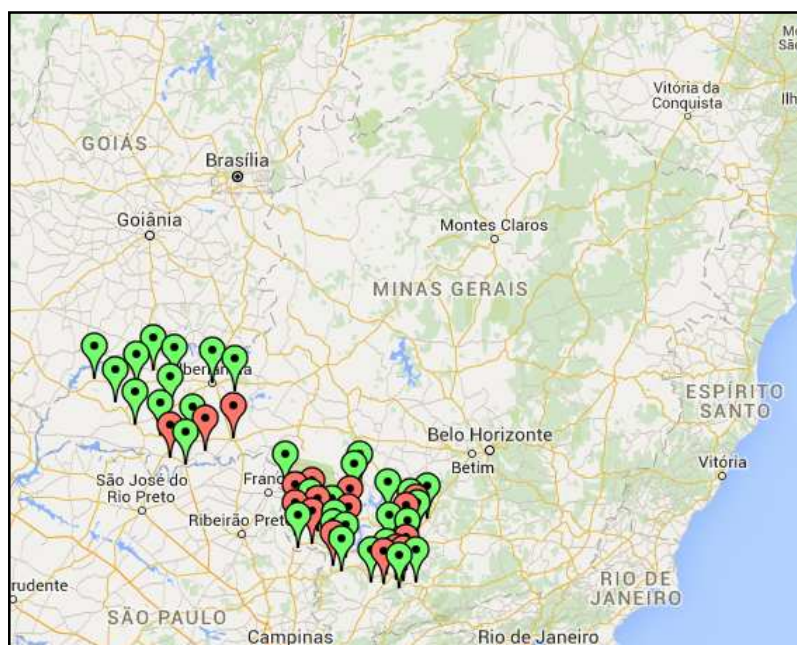 Vitória da
Conquista
GOIÁS
Brasília
Goiânia
Montes Claros
MINAS GERAIS
ESPÍRITO
SANTO
Belo Horizonte
Betim
Vitória
São José do
Rio Preto
Ribeirão Preto
rudente
RIO DE
JANEIRO
SÃO PAULO
Campinas
Rio de Janeiro